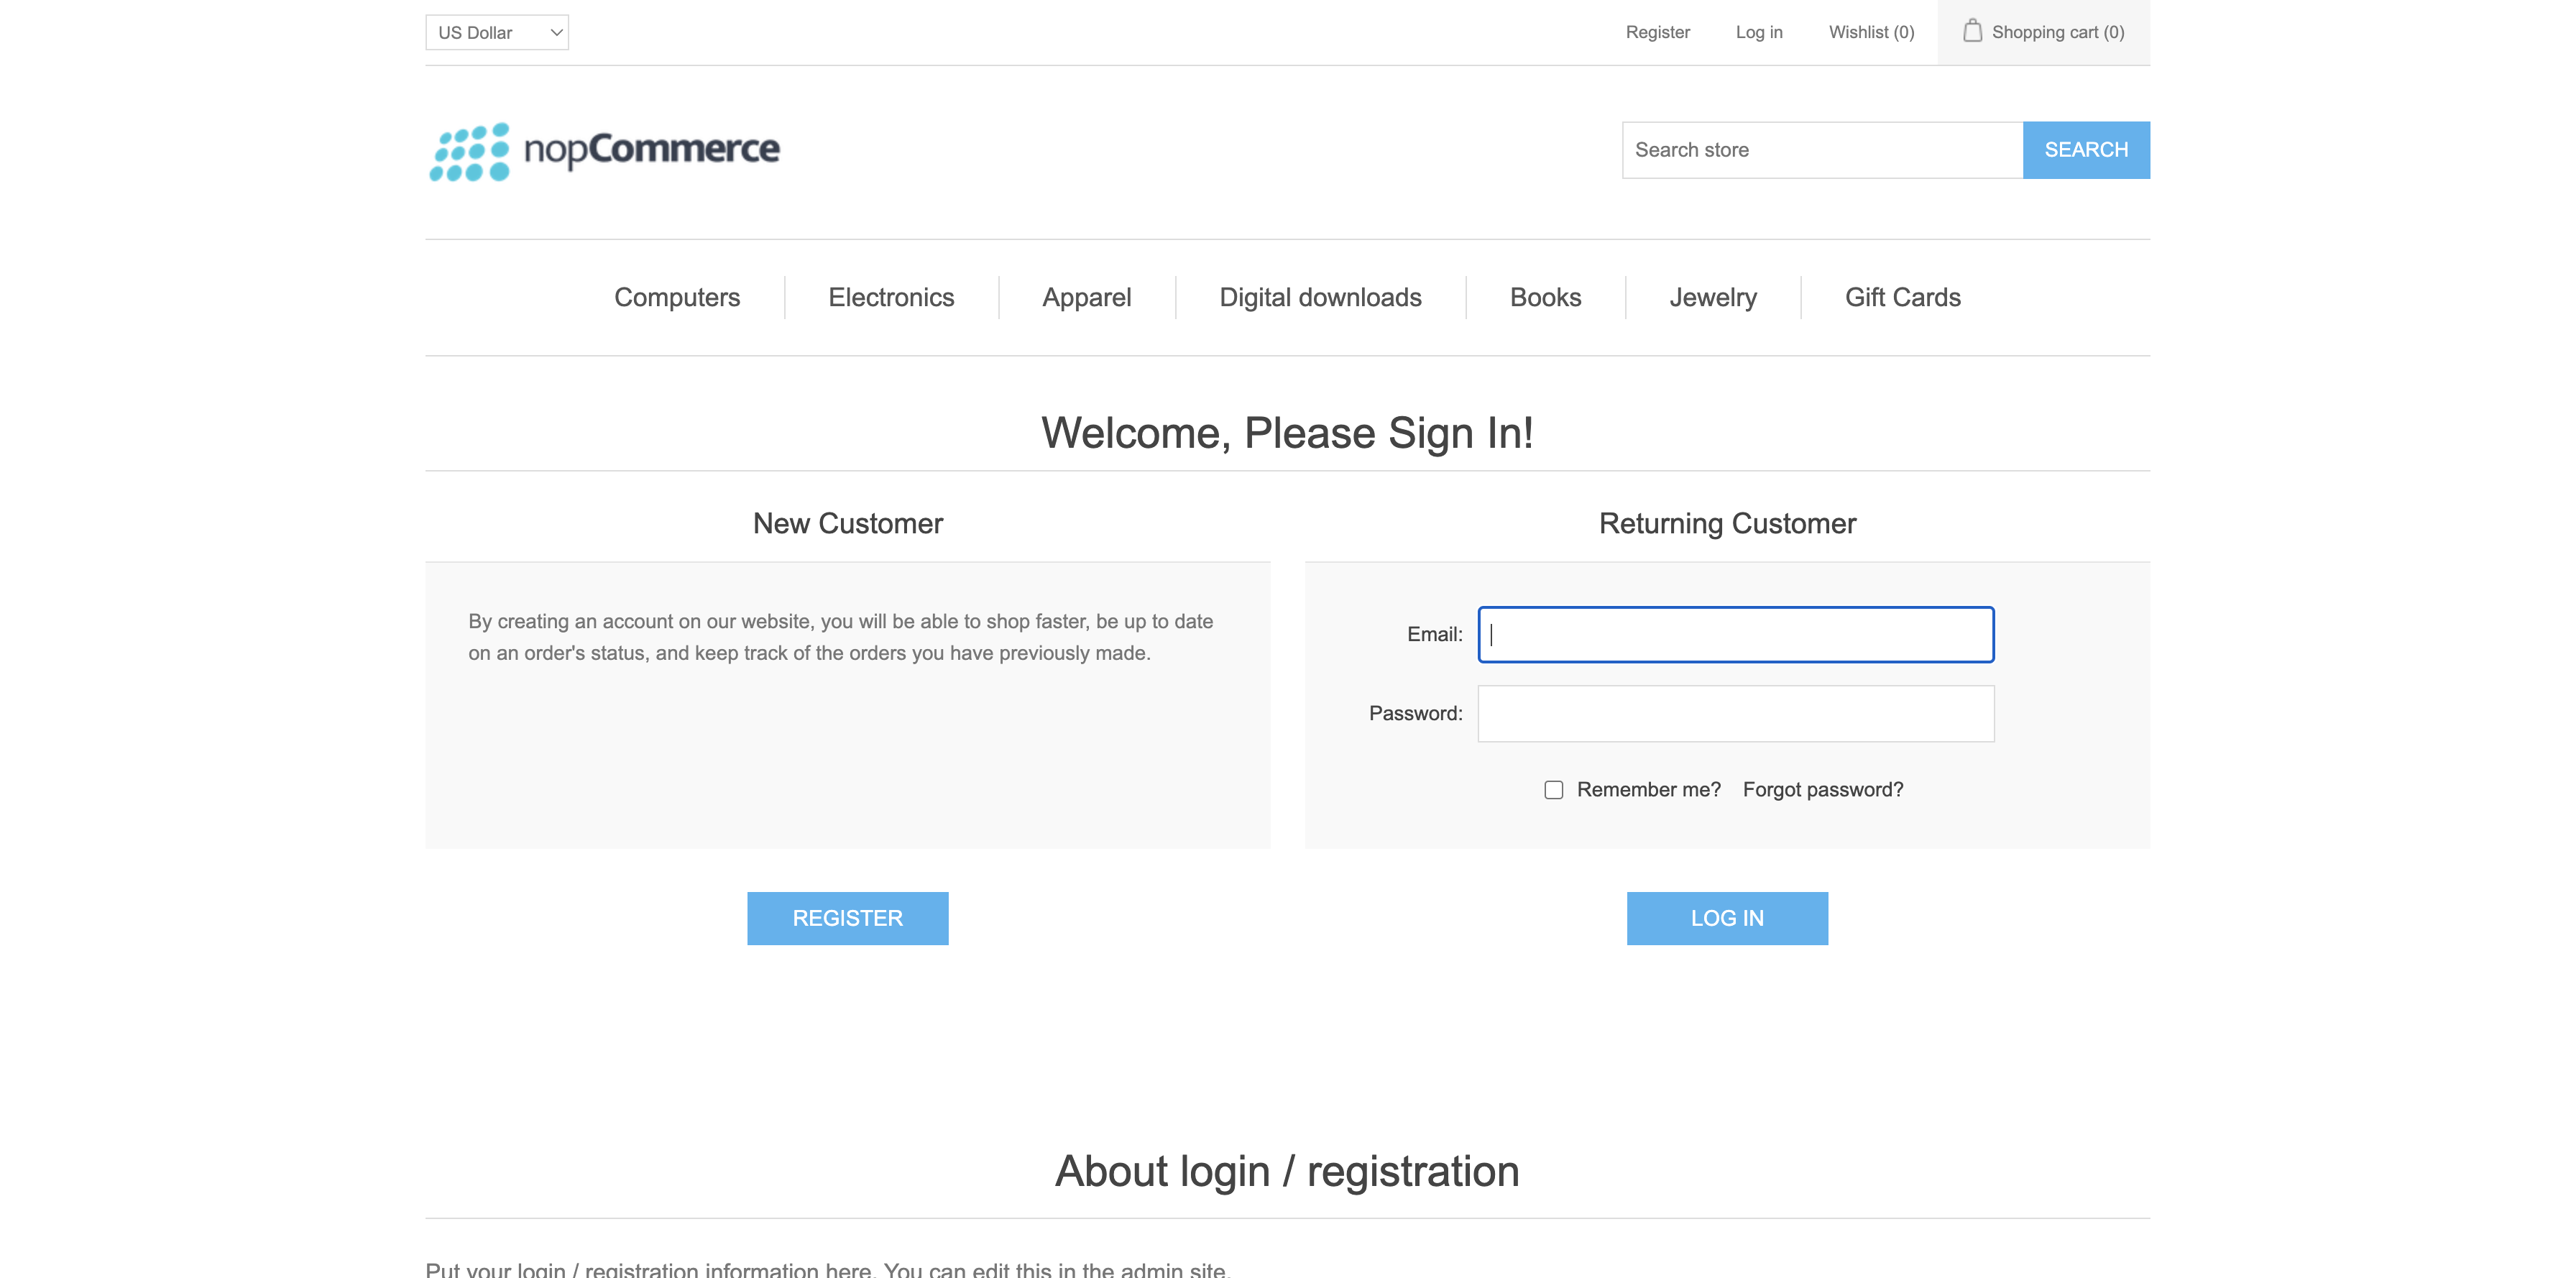 US Dollar
Register
Log in
Wishlist (0)
Shopping cart (0)
nopCommerce
Search store
SEARCH
Computers
Electronics
Apparel
Digital downloads
Books
Jewelry
Gift Cards
Welcome, Please Sign In!
New Customer
By creating an account on our website, you will be able to shop faster, be up to date
on an order's status, and keep track of the orders you have previously made.
REGISTER
Returning Customer
Email:
Password:
Remember me?
Forgot password?
LOG IN
About login / registration
Put your login / registration information here. You can edit this in the admin site.